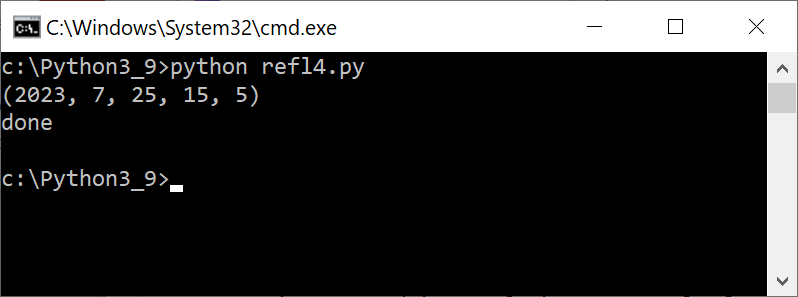 C:\Windows\System32\cmd.exe
c:\Python3_9>python refl4.py
(2023, 7, 25, 15, 5)
done
c:\Python3_9>